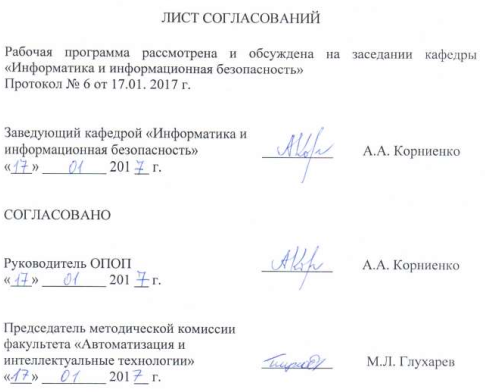 ЛИСТ СОГЛАСОВАНИЙ
Рабочая программа рассмотрена и обсуждена на заседании кафедры
«Информатика и информационная безопасность»
Протокол № 6 от 17.01. 2017 г.
Заведующий кафедрой «Информатика и
информационная безопасность» А.А. Корниенко
«17» 01 2017 г.
СОГЛАСОВАНО
Руководитель ОПОП А.А. Корниенко
«17» 01 2017 г.
Председатель методической комиссии
факультета «Автоматизация и
интеллектуальные технологии» М.Л. Глухарев
«17» 01 2017 г.